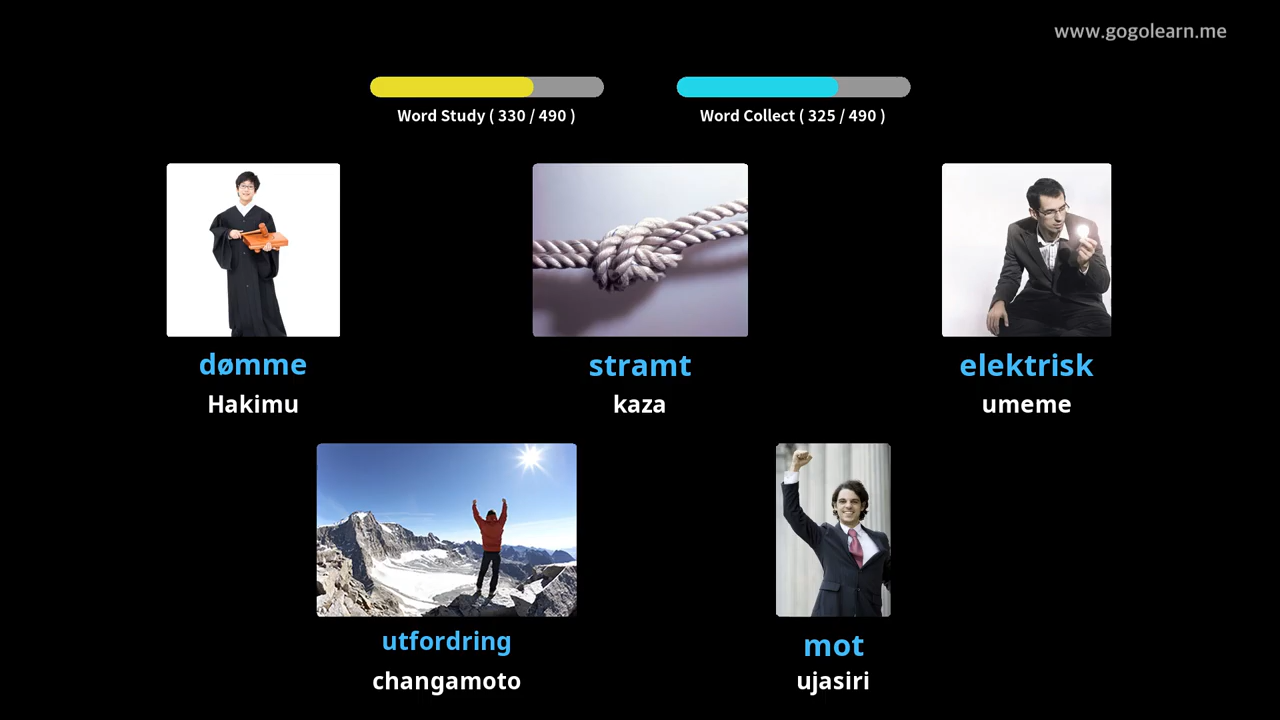 www.gogolearn.me
Word Study ( 330 / 490 )
Word Collect ( 325 / 490 )
dømme
Hakimu
stramt
kaza
elektrisk
umeme
utfordring
changamoto
mot
ujasiri